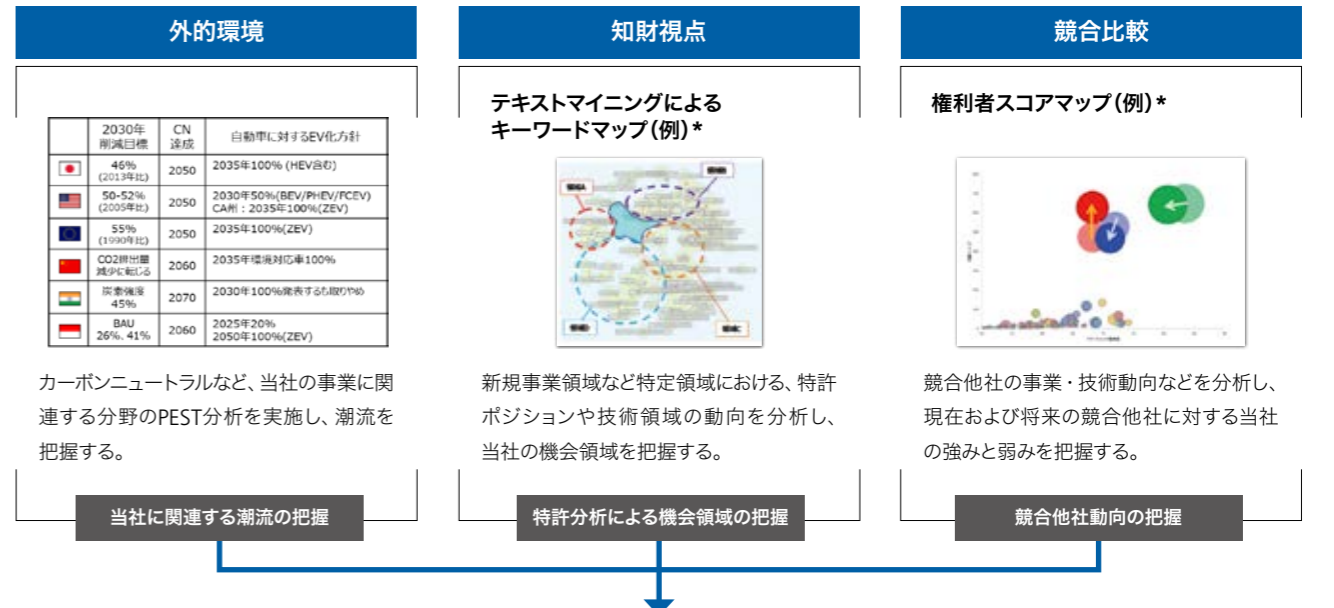 外的環境
2030年
削減目標
CN
達成
自動車に対するEV化方針
46%
(2013年比)
2050
2035年100% (HEV含む)
50-52%
(2005年比)
2050
2030年50%(BEV/PHEV/FCEV)
CA州：2035年100%(ZEV)
55%
(1990年比)
2050
2035年100%(ZEV)
CO2排出量
減少に転じる
2060
2035年環境対応車100%
炭素強度
45%
2070
2030年100%発表するも取りやめ
BAU
26%, 41%
2060
2025年20%
2050年100%(ZEV)
カーボンニュートラルなど、当社の事業に関
連する分野のPEST分析を実施し、潮流を
把握する。
当社に関連する潮流の把握
知財視点
テキストマイニングによる
キーワードマップ（例）*
新規事業領域など特定領域における、特許
ポジションや技術領域の動向を分析し、
当社の機会領域を把握する。
特許分析による機会領域の把握
競合比較
権利者スコアマップ（例）*
競合他社の事業・技術動向などを分析し、
現在および将来の競合他社に対する当社
の強みと弱みを把握する。
競合他社動向の把握